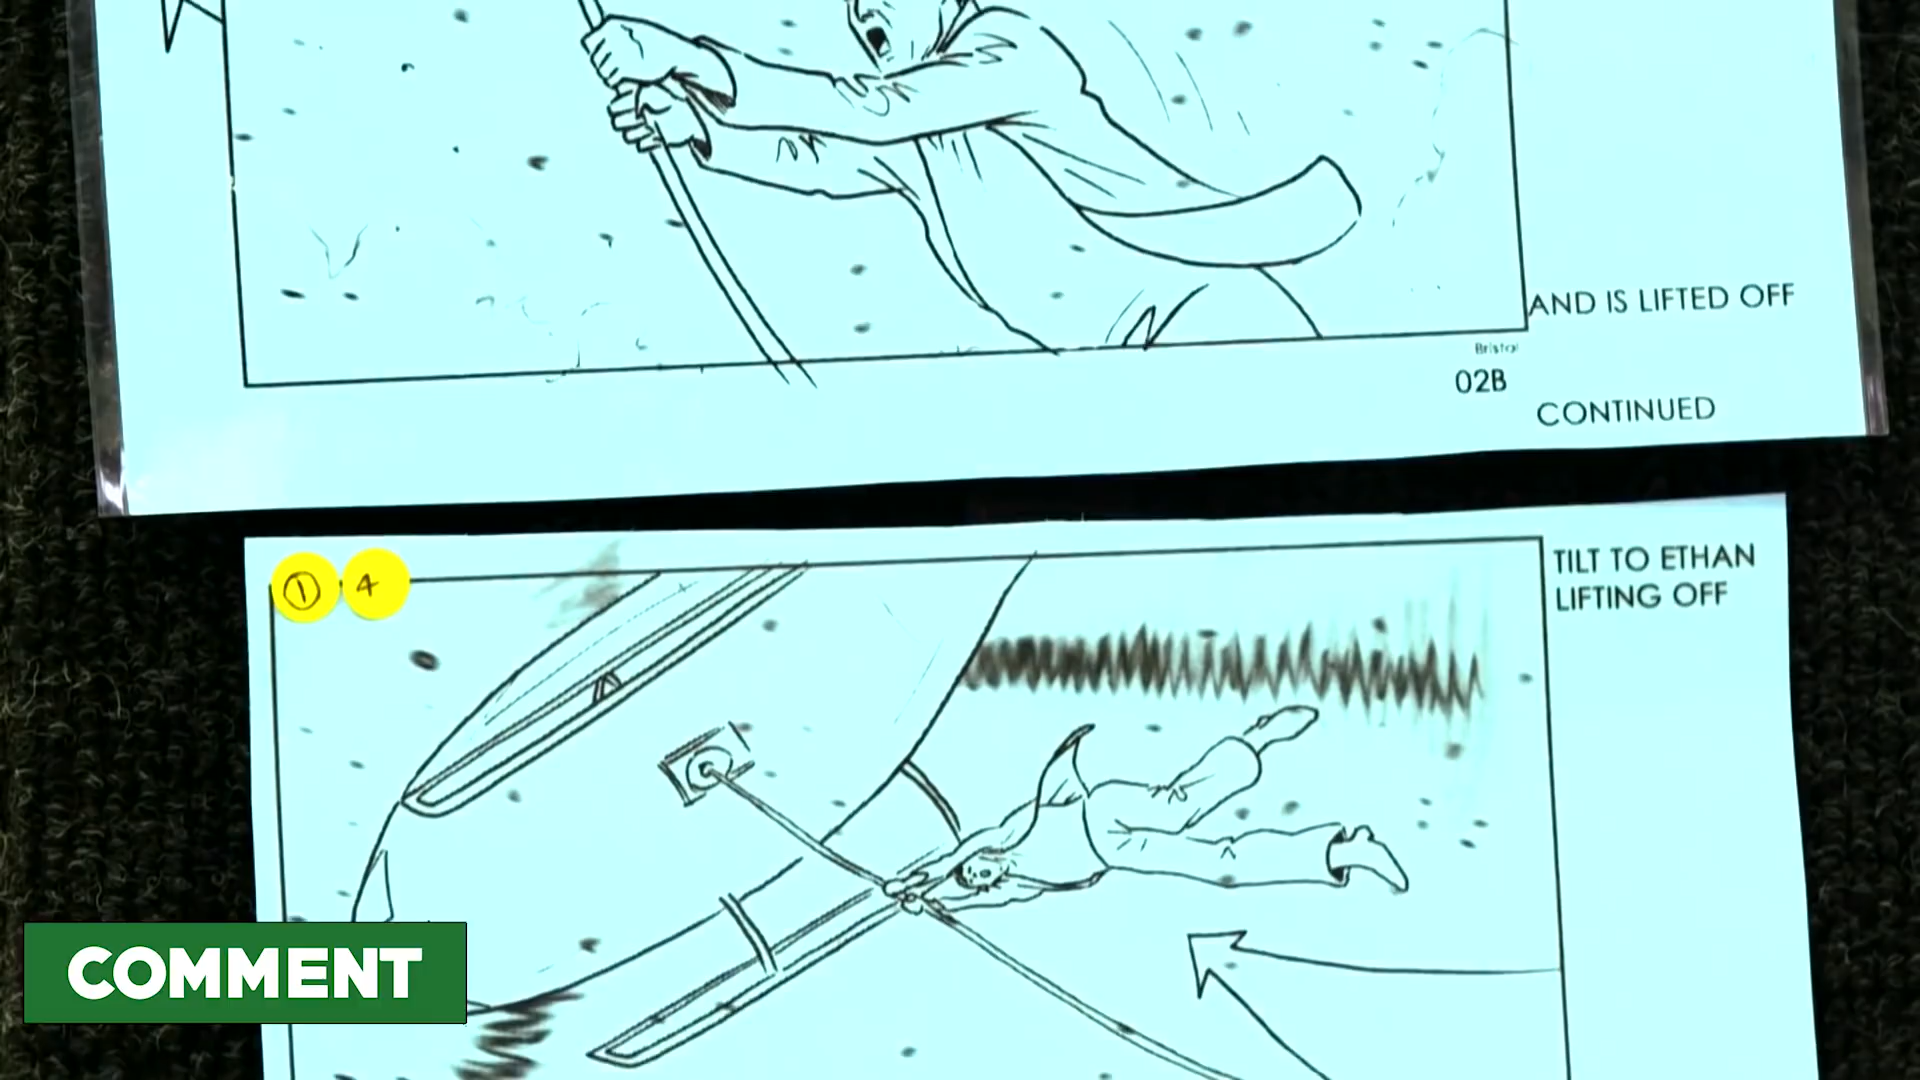 AND IS LIFTED OFF
Bristol
02B
CONTINUED
1 4
TILT TO ETHAN
LIFTING OFF
COMMENT